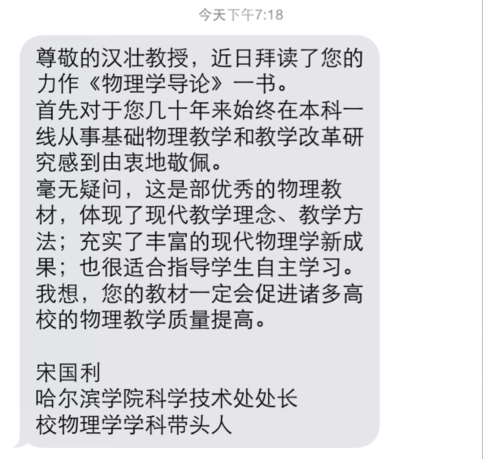 今天下午7:18
尊敬的汉壮教授，近日拜读了您的
力作《物理学导论》一书。
首先对于您几十年来始终在本科一
线从事基础物理教学和教学改革研
究感到由衷地敬佩。
毫无疑问，这是部优秀的物理教
材，体现了现代教学理念、教学方
法；充实了丰富的现代物理学新成
果；也很适合指导学生自主学习。
我想，您的教材一定会促进诸多高
校的物理教学质量提高。
宋国利
哈尔滨学院科学技术处处长
校物理学学科带头人